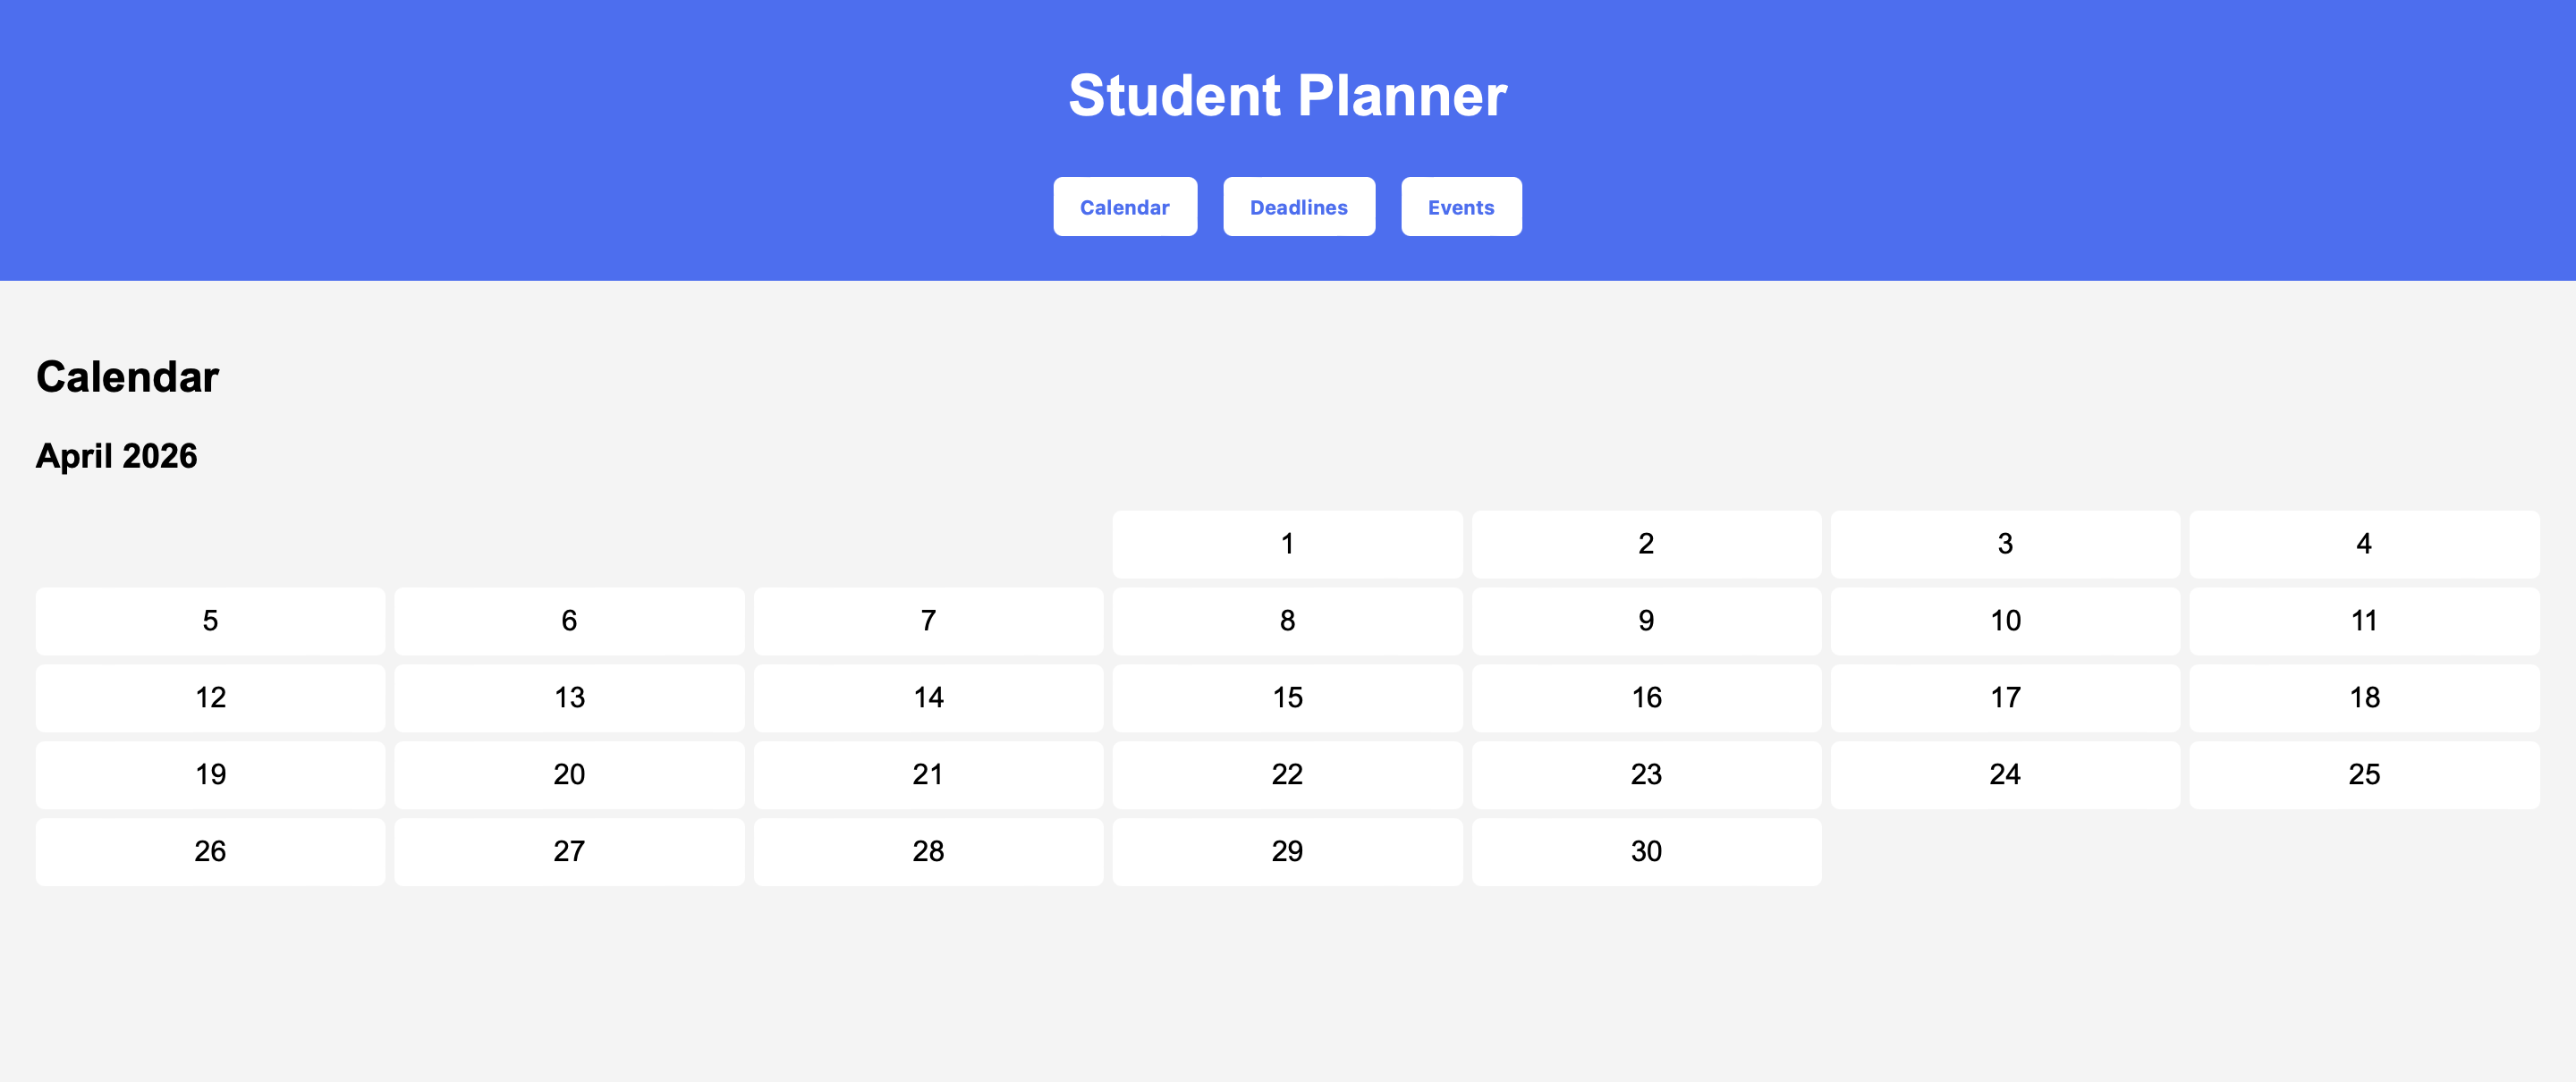 Student Planner
Calendar Deadlines Events
Calendar
April 2026
1 2 3 4
5 6 7 8 9 10 11
12 13 14 15 16 17 18
19 20 21 22 23 24 25
26 27 28 29 30